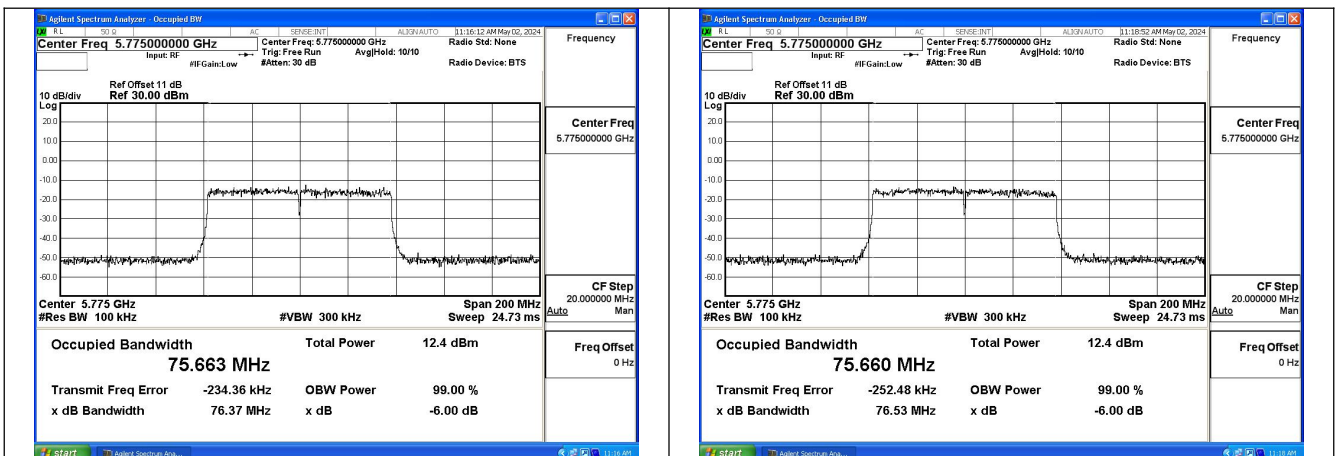 Agilent Spectrum Analyzer - Occupied BW
LXI RL 50 Ω AC SENSE:INT ALIGN AUTO 11:16:12 AM May 02, 2024
Center Freq 5.775000000 GHz
Center Freq: 5.775000000 GHz
Radio Std: None
Frequency
Input: RF
Trig: Free Run Avg|Hold: 10/10
#IFGain:Low
#Atten: 30 dB
Radio Device: BTS
Ref Offset 11 dB
10 dB/div Ref 30.00 dBm
Log
20.0
10.0
0.00
-10.0
-20.0
-30.0
-40.0
-50.0
-60.0
Center Freq
5.775000000 GHz
Center 5.775 GHz Span 200 MHz
#Res BW 100 kHz #VBW 300 kHz Sweep 24.73 ms
CF Step
20.000000 MHz
Auto Man
Occupied Bandwidth Total Power 12.4 dBm
75.663 MHz
Transmit Freq Error -234.36 kHz OBW Power 99.00 %
x dB Bandwidth 76.37 MHz x dB -6.00 dB
Freq Offset
0 Hz
start Agilent Spectrum Ana... 11:16 AM
Agilent Spectrum Analyzer - Occupied BW
RL 50 Ω AC SENSE:INT ALIGN AUTO 11:18:52 AM May 02, 2024
Center Freq 5.775000000 GHz
Center Freq: 5.775000000 GHz
Radio Std: None
Frequency
Input: RF
Trig: Free Run Avg|Hold: 10/10
#IFGain:Low
#Atten: 30 dB
Radio Device: BTS
Ref Offset 11 dB
10 dB/div Ref 30.00 dBm
Log
20.0
10.0
0.00
-10.0
-20.0
-30.0
-40.0
-50.0
-60.0
Center Freq
5.775000000 GHz
Center 5.775 GHz Span 200 MHz
#Res BW 100 kHz #VBW 300 kHz Sweep 24.73 ms
CF Step
20.000000 MHz
Auto Man
Occupied Bandwidth Total Power 12.4 dBm
75.660 MHz
Transmit Freq Error -252.48 kHz OBW Power 99.00 %
x dB Bandwidth 76.53 MHz x dB -6.00 dB
Freq Offset
0 Hz
start Agilent Spectrum Ana... 11:18 AM